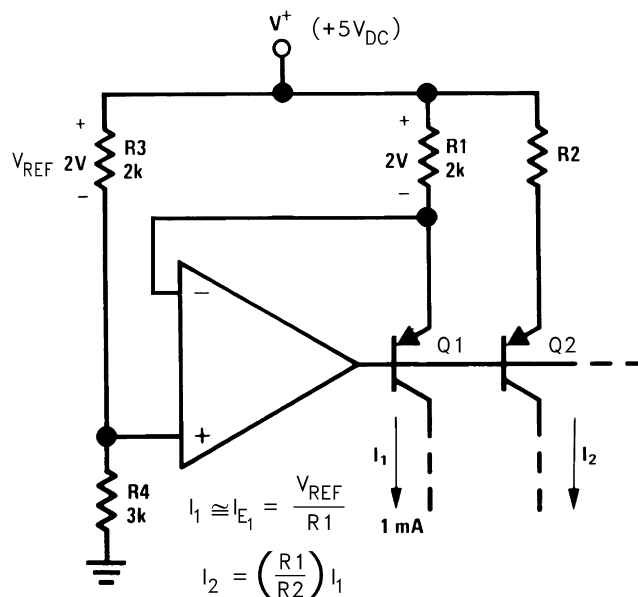 V+ (+5VDC)
+
R3
VREF 2V 2k
-
+
R1
2V 2k
-
R2
-
Q1
Q2
+
R4
3k
I1
I2
1 mA
I1 ≅ IE1 = VREF / R1
I2 = (R1 / R2) I1